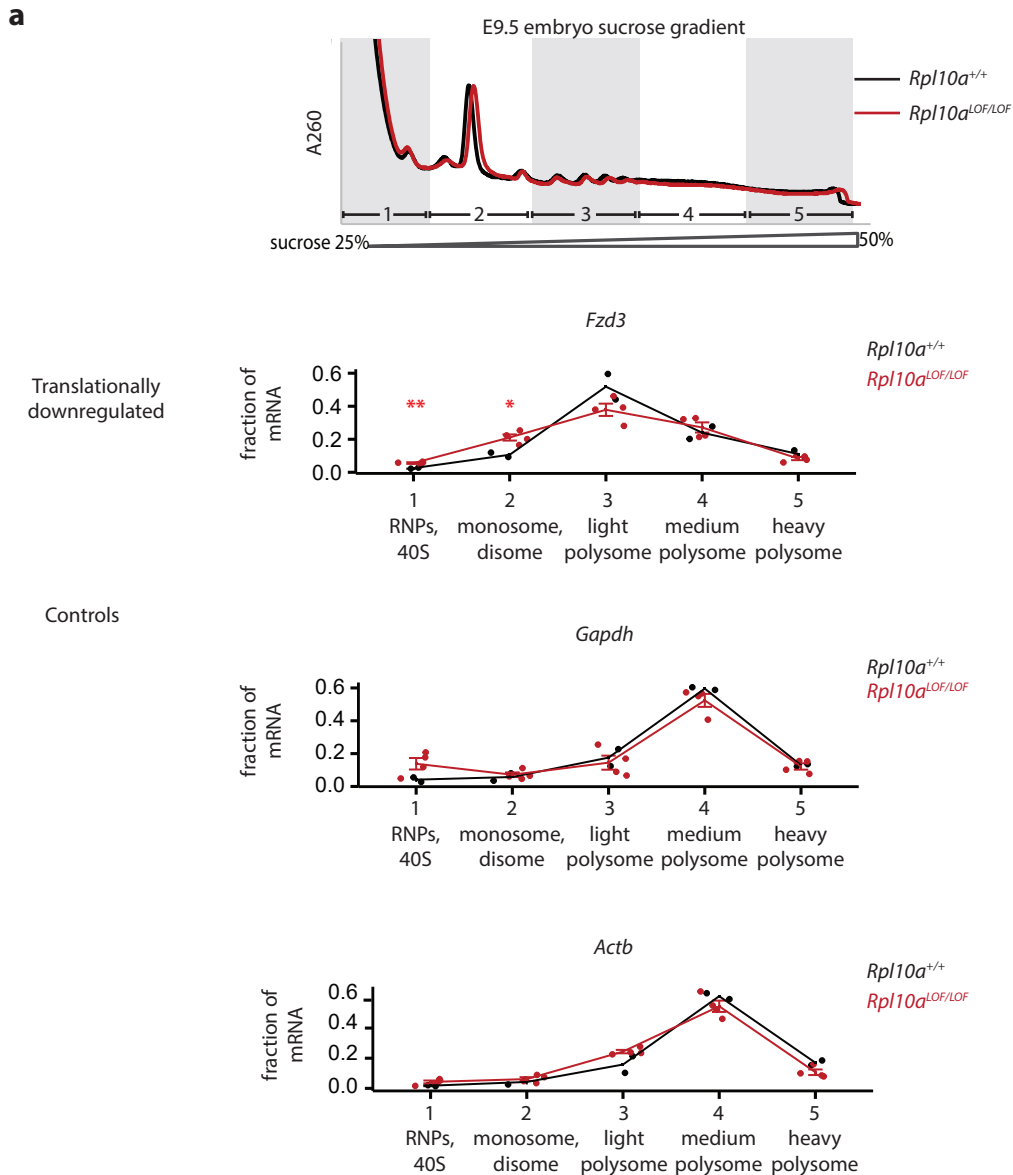 a
E9.5 embryo sucrose gradient
A260
Rpl10a+/+
Rpl10aLOF/LOF
1 2 3 4 5
sucrose 25% 50%
Translationally
downregulated
Fzd3
Rpl10a+/+
Rpl10aLOF/LOF
fraction of
mRNA
0.6
0.4
0.2
0.0
** *
1 2 3 4 5
RNPs, monosome, light medium heavy
40S disome polysome polysome polysome
Controls
Gapdh
Rpl10a+/+
Rpl10aLOF/LOF
fraction of
mRNA
0.6
0.4
0.2
0.0
1 2 3 4 5
RNPs, monosome, light medium heavy
40S disome polysome polysome polysome
Actb
Rpl10a+/+
Rpl10aLOF/LOF
fraction of
mRNA
0.6
0.4
0.2
0.0
1 2 3 4 5
RNPs, monosome, light medium heavy
40S disome polysome polysome polysome